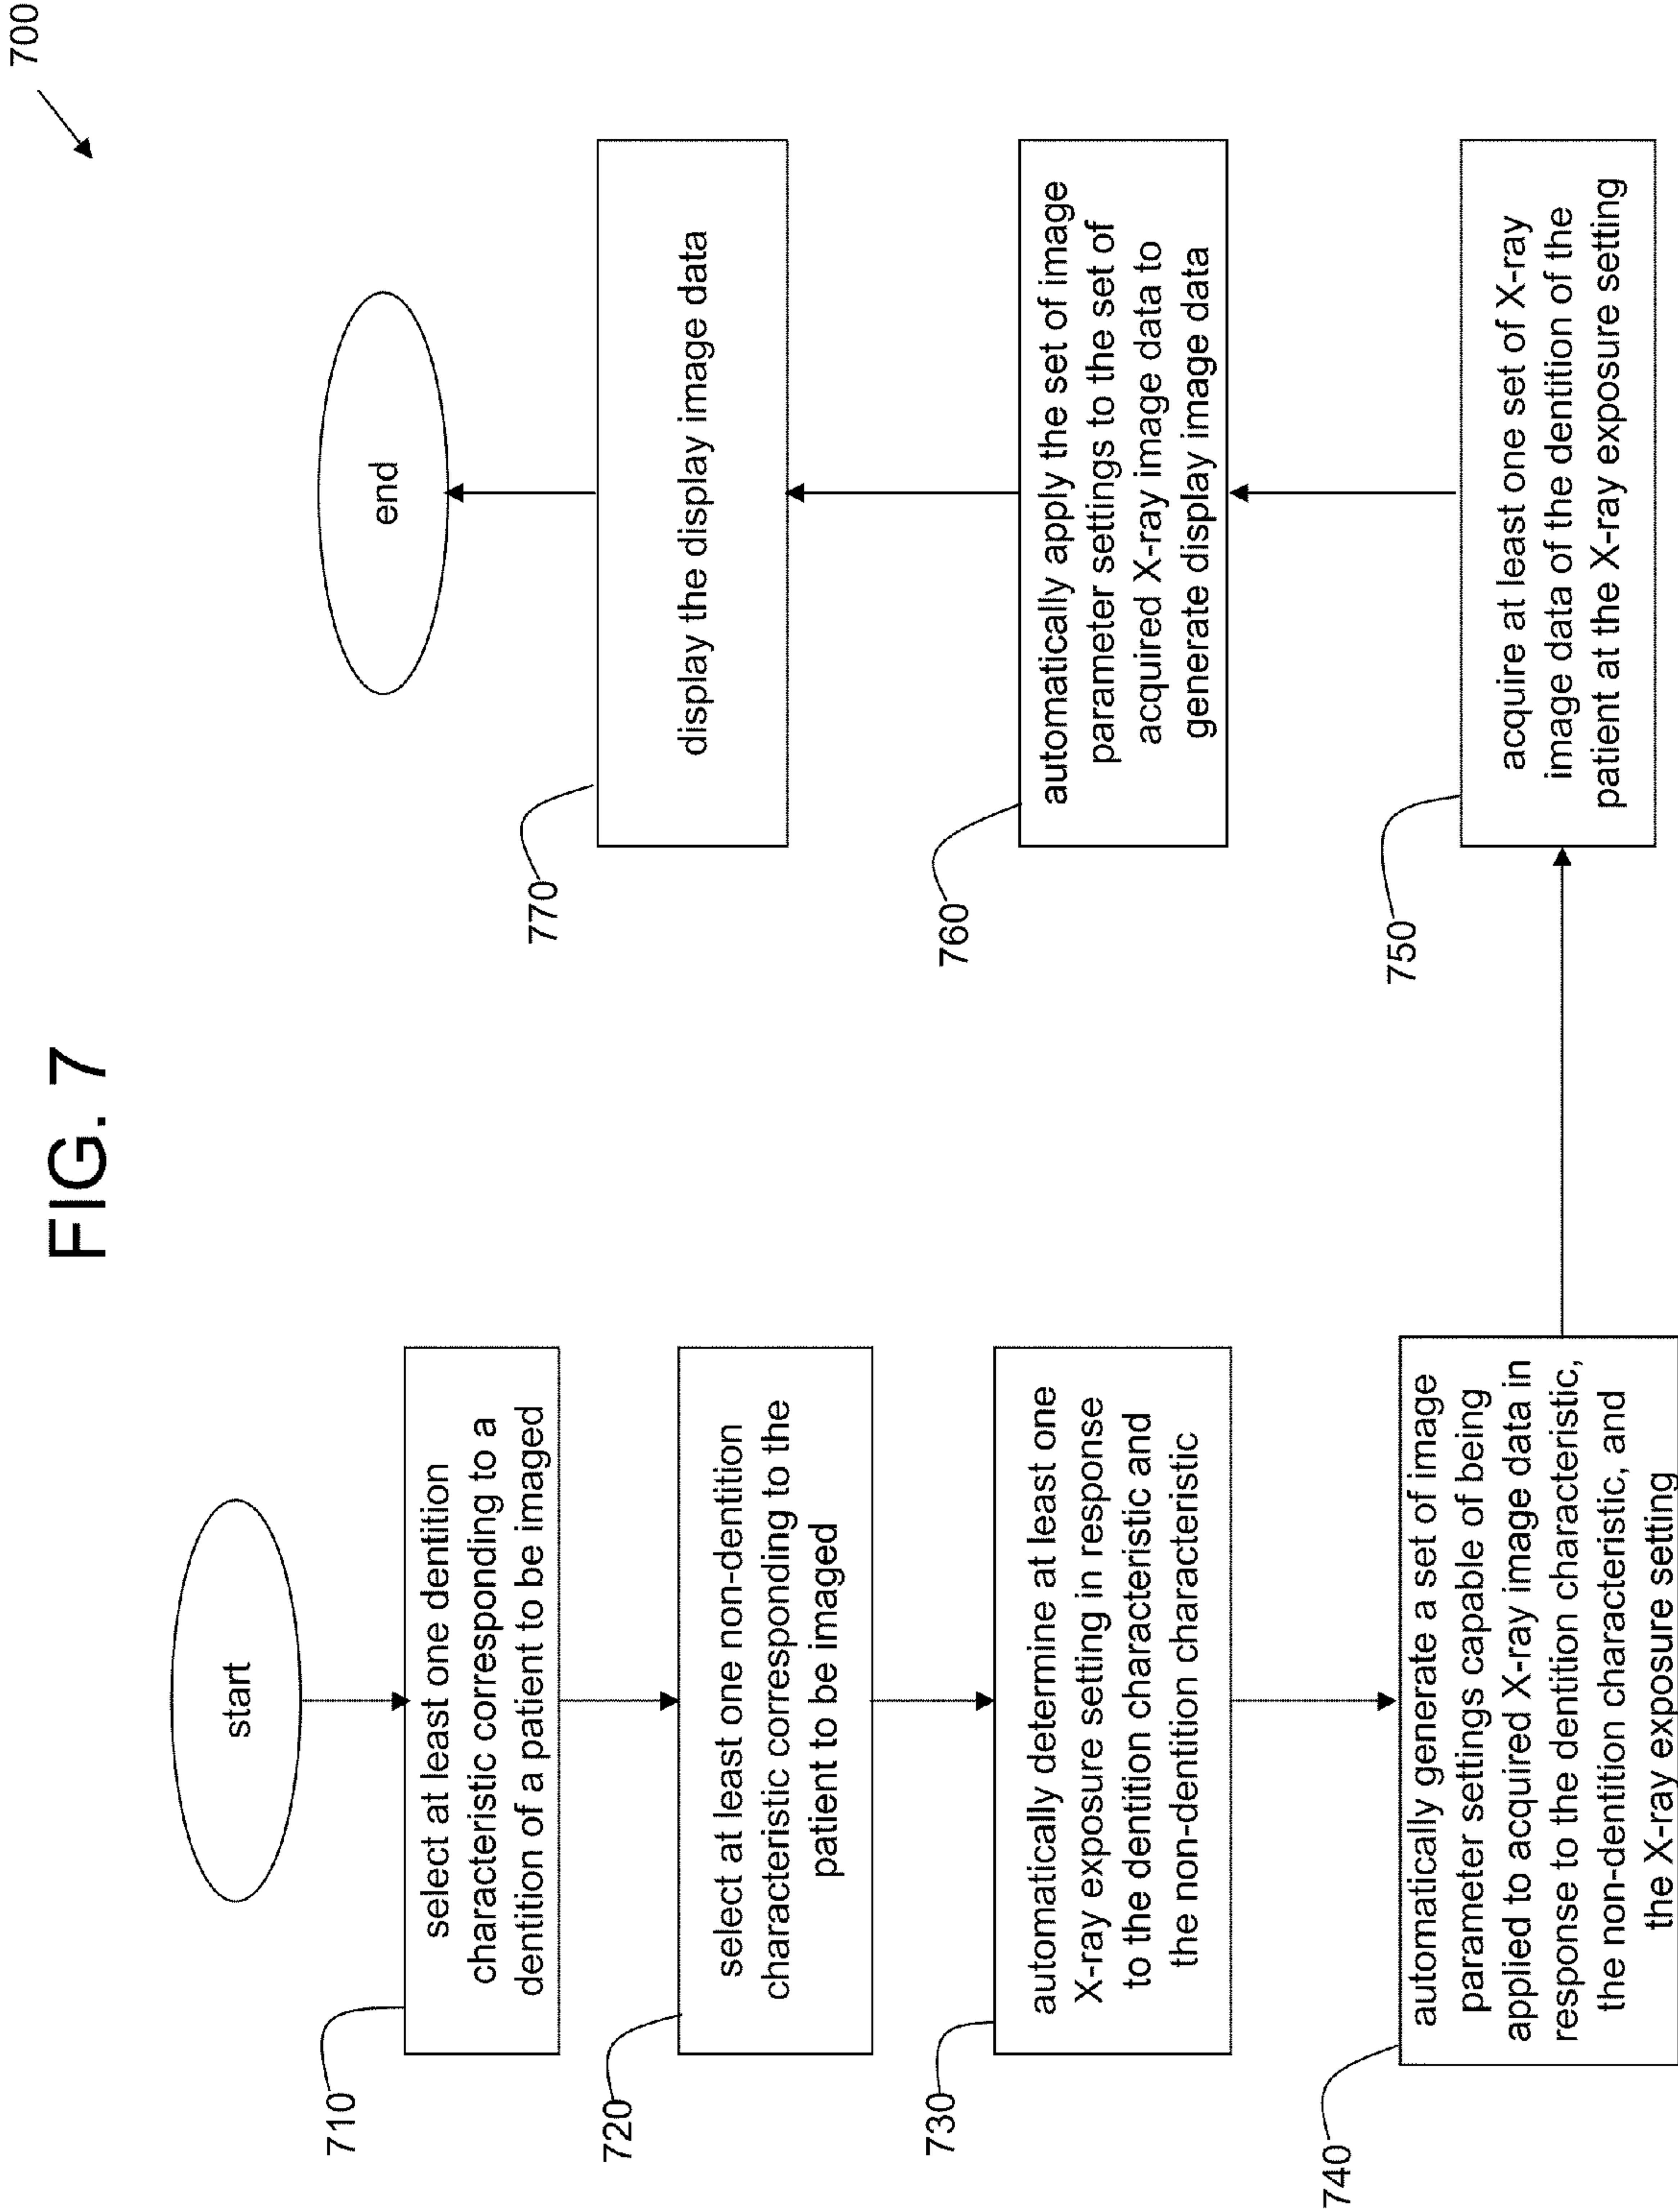 FIG. 7
700
start
710
select at least one dentition
characteristic corresponding to a
dentition of a patient to be imaged
720
select at least one non-dentition
characteristic corresponding to the
patient to be imaged
730
automatically determine at least one
X-ray exposure setting in response
to the dentition characteristic and
the non-dentition characteristic
740
automatically generate a set of image
parameter settings capable of being
applied to acquired X-ray image data in
response to the dentition characteristic,
the non-dentition characteristic, and
the X-ray exposure setting
750
acquire at least one set of X-ray
image data of the dentition of the
patient at the X-ray exposure setting
760
automatically apply the set of image
parameter settings to the set of
acquired X-ray image data to
generate display image data
770
display the display image data
end